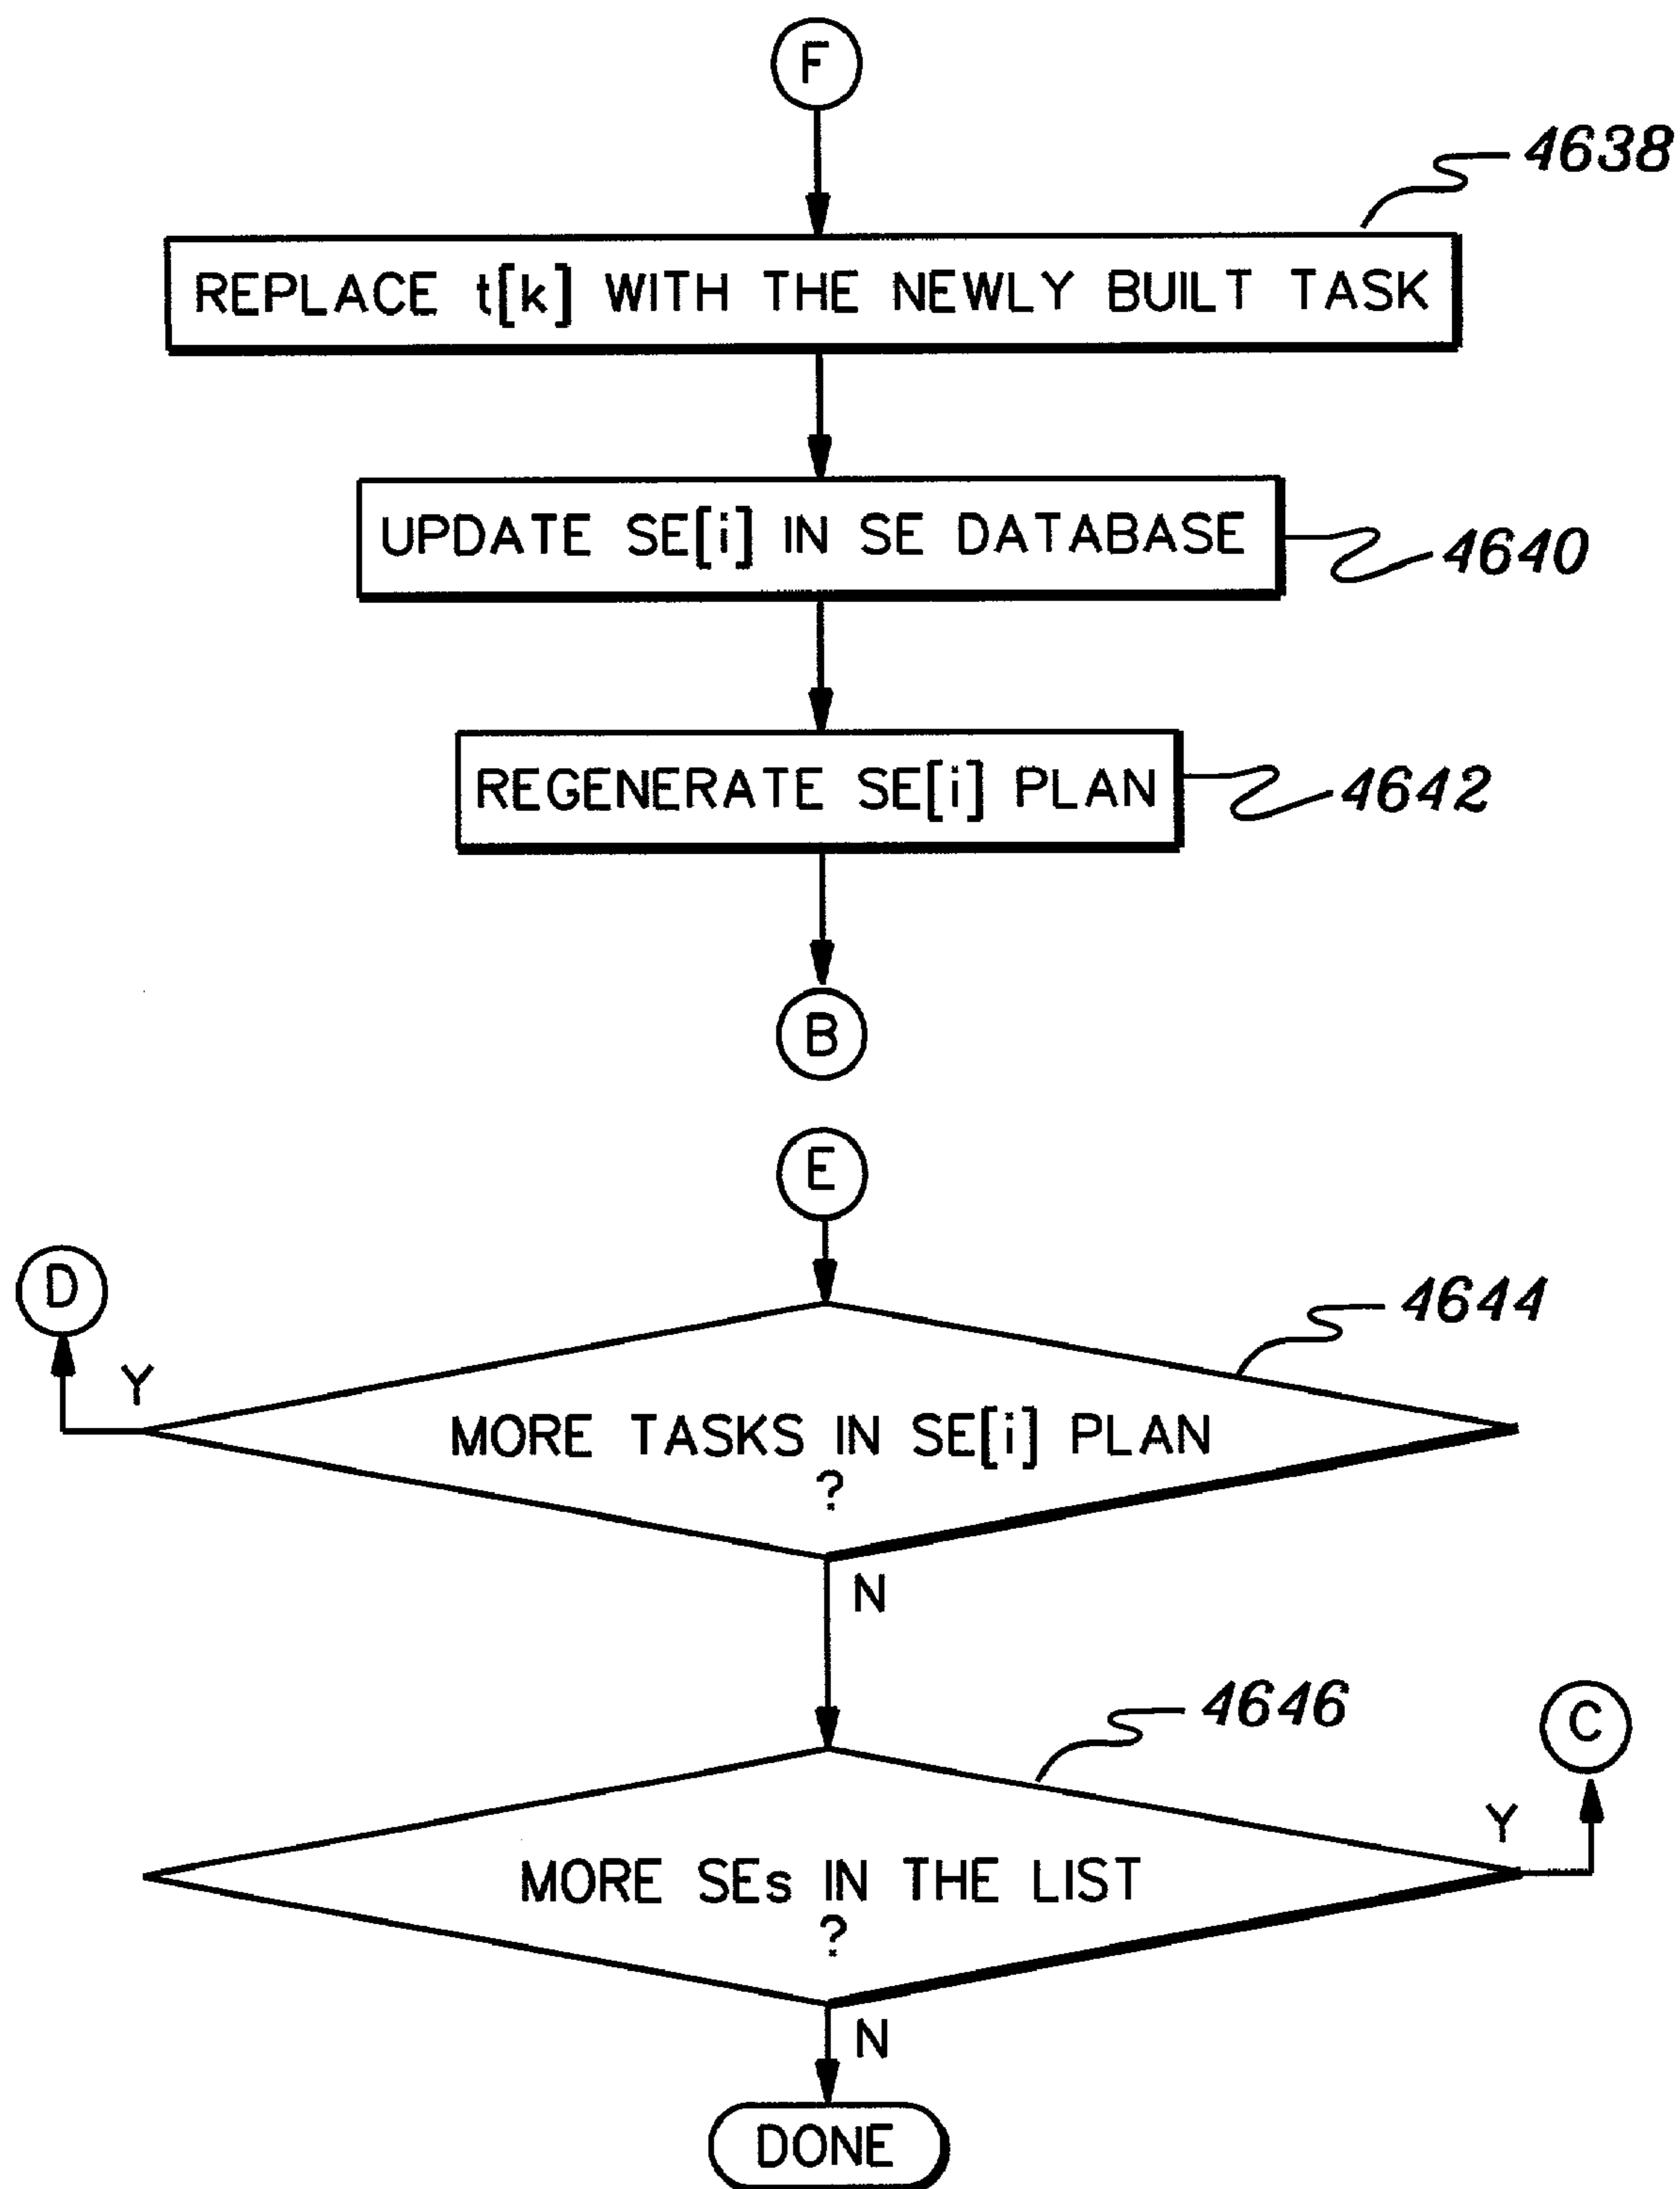 F
4638
REPLACE t[k] WITH THE NEWLY BUILT TASK
UPDATE SE[i] IN SE DATABASE
4640
REGENERATE SE[i] PLAN
4642
B
E
D
4644
Y
MORE TASKS IN SE[i] PLAN
?
N
4646
C
Y
MORE SEs IN THE LIST
?
N
DONE